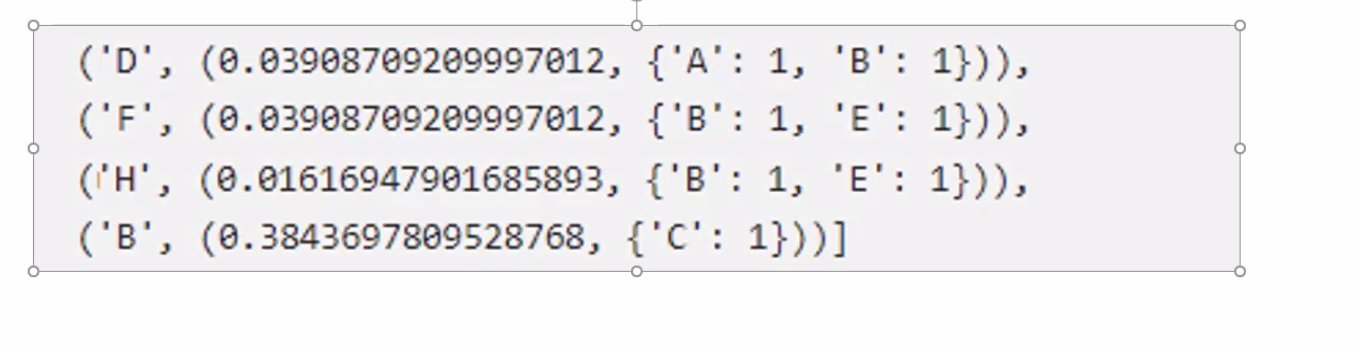 ('D', (0.03908709209997012, {'A': 1, 'B': 1})),
('F', (0.03908709209997012, {'B': 1, 'E': 1})),
('H', (0.01616947901685893, {'B': 1, 'E': 1})),
('B', (0.3843697809528768, {'C': 1}))]